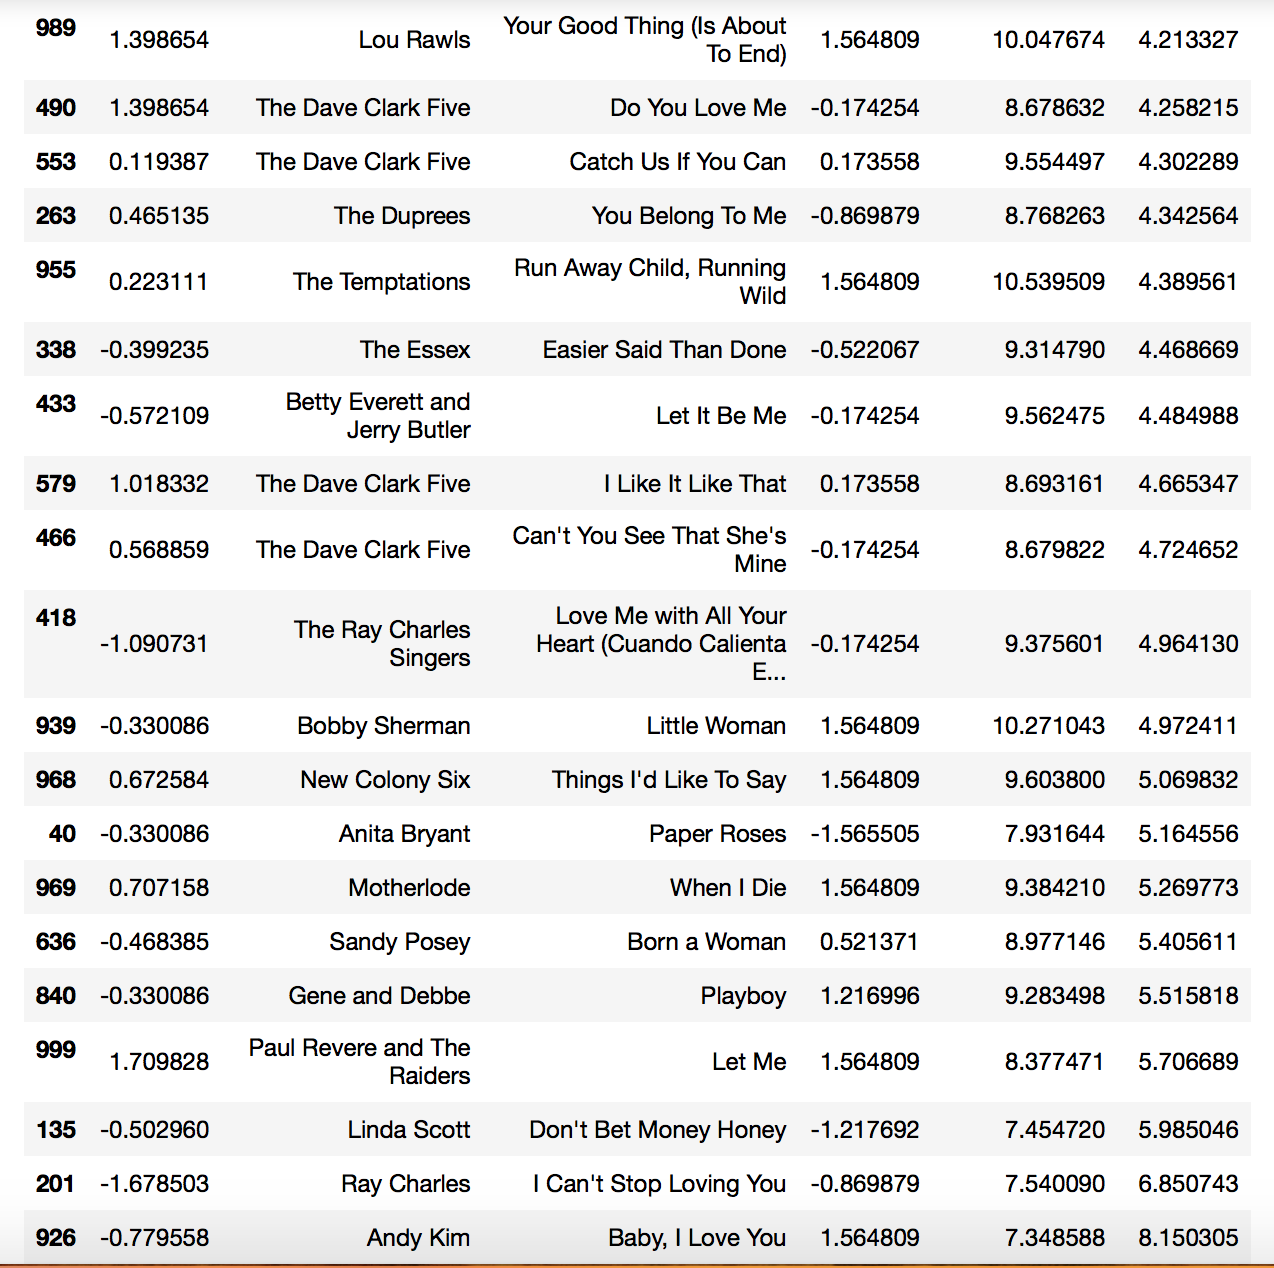 989 1.398654 Lou Rawls Your Good Thing (Is About To End) 1.564809 10.047674 4.213327
490 1.398654 The Dave Clark Five Do You Love Me -0.174254 8.678632 4.258215
553 0.119387 The Dave Clark Five Catch Us If You Can 0.173558 9.554497 4.302289
263 0.465135 The Duprees You Belong To Me -0.869879 8.768263 4.342564
955 0.223111 The Temptations Run Away Child, Running Wild 1.564809 10.539509 4.389561
338 -0.399235 The Essex Easier Said Than Done -0.522067 9.314790 4.468669
433 -0.572109 Betty Everett and Jerry Butler Let It Be Me -0.174254 9.562475 4.484988
579 1.018332 The Dave Clark Five I Like It Like That 0.173558 8.693161 4.665347
466 0.568859 The Dave Clark Five Can't You See That She's Mine -0.174254 8.679822 4.724652
418 -1.090731 The Ray Charles Singers Love Me with All Your Heart (Cuando Calienta E... -0.174254 9.375601 4.964130
939 -0.330086 Bobby Sherman Little Woman 1.564809 10.271043 4.972411
968 0.672584 New Colony Six Things I'd Like To Say 1.564809 9.603800 5.069832
40 -0.330086 Anita Bryant Paper Roses -1.565505 7.931644 5.164556
969 0.707158 Motherlode When I Die 1.564809 9.384210 5.269773
636 -0.468385 Sandy Posey Born a Woman 0.521371 8.977146 5.405611
840 -0.330086 Gene and Debbe Playboy 1.216996 9.283498 5.515818
999 1.709828 Paul Revere and The Raiders Let Me 1.564809 8.377471 5.706689
135 -0.502960 Linda Scott Don't Bet Money Honey -1.217692 7.454720 5.985046
201 -1.678503 Ray Charles I Can't Stop Loving You -0.869879 7.540090 6.850743
926 -0.779558 Andy Kim Baby, I Love You 1.564809 7.348588 8.150305